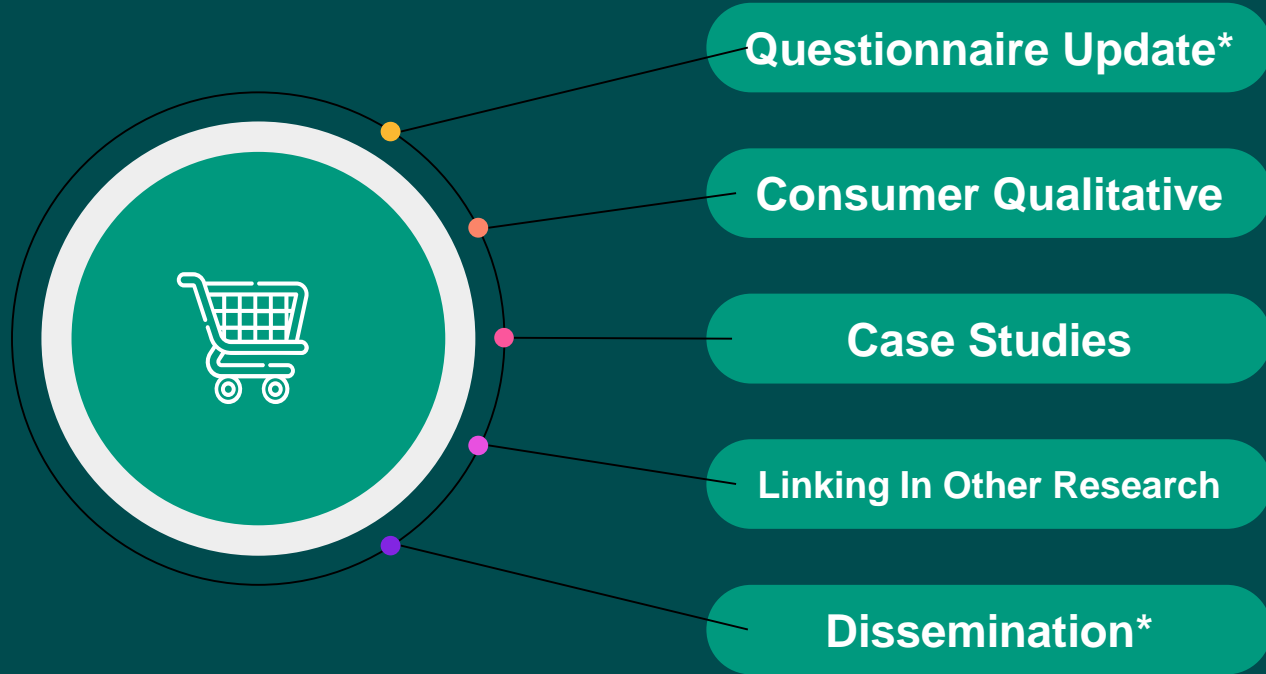 Questionnaire Update*
Consumer Qualitative
Case Studies
Linking In Other Research
Dissemination*